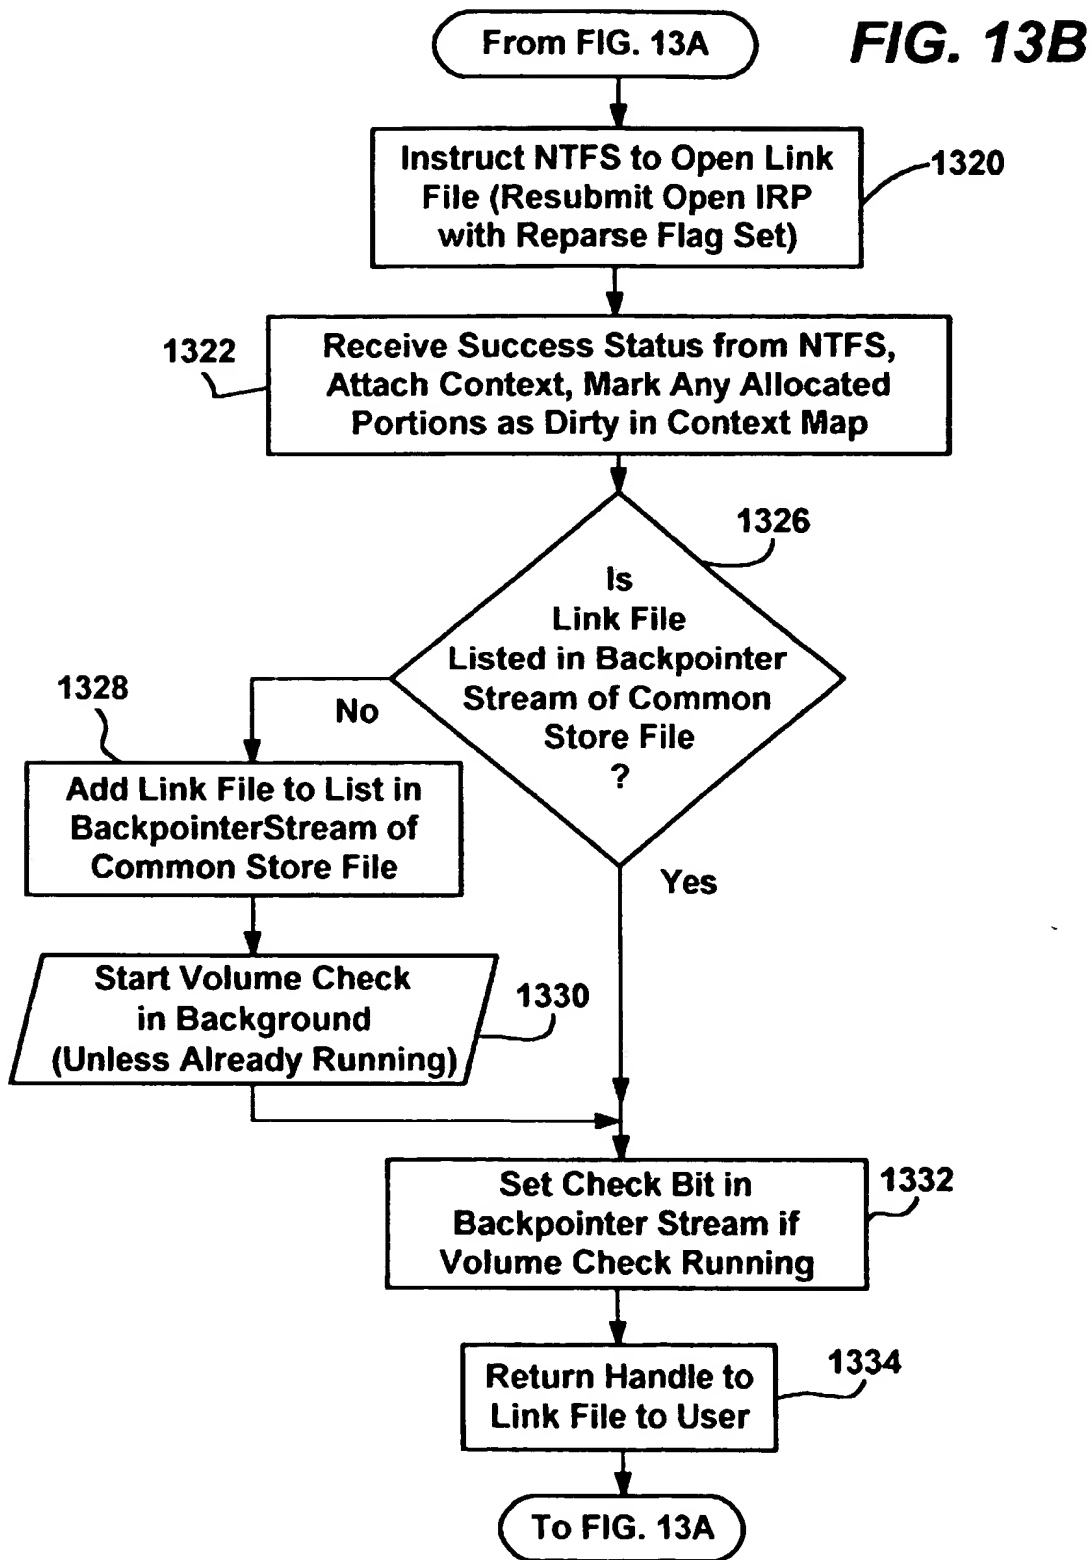 From FIG. 13A
FIG. 13B
Instruct NTFS to Open Link
File (Resubmit Open IRP
with Reparse Flag Set)
1320
1322
Receive Success Status from NTFS,
Attach Context, Mark Any Allocated
Portions as Dirty in Context Map
1326
Is
Link File
Listed in Backpointer
Stream of Common
Store File
?
1328
No
Add Link File to List in
BackpointerStream of
Common Store File
Yes
Start Volume Check
in Background
(Unless Already Running)
1330
Set Check Bit in
Backpointer Stream if
Volume Check Running
1332
Return Handle to
Link File to User
1334
To FIG. 13A